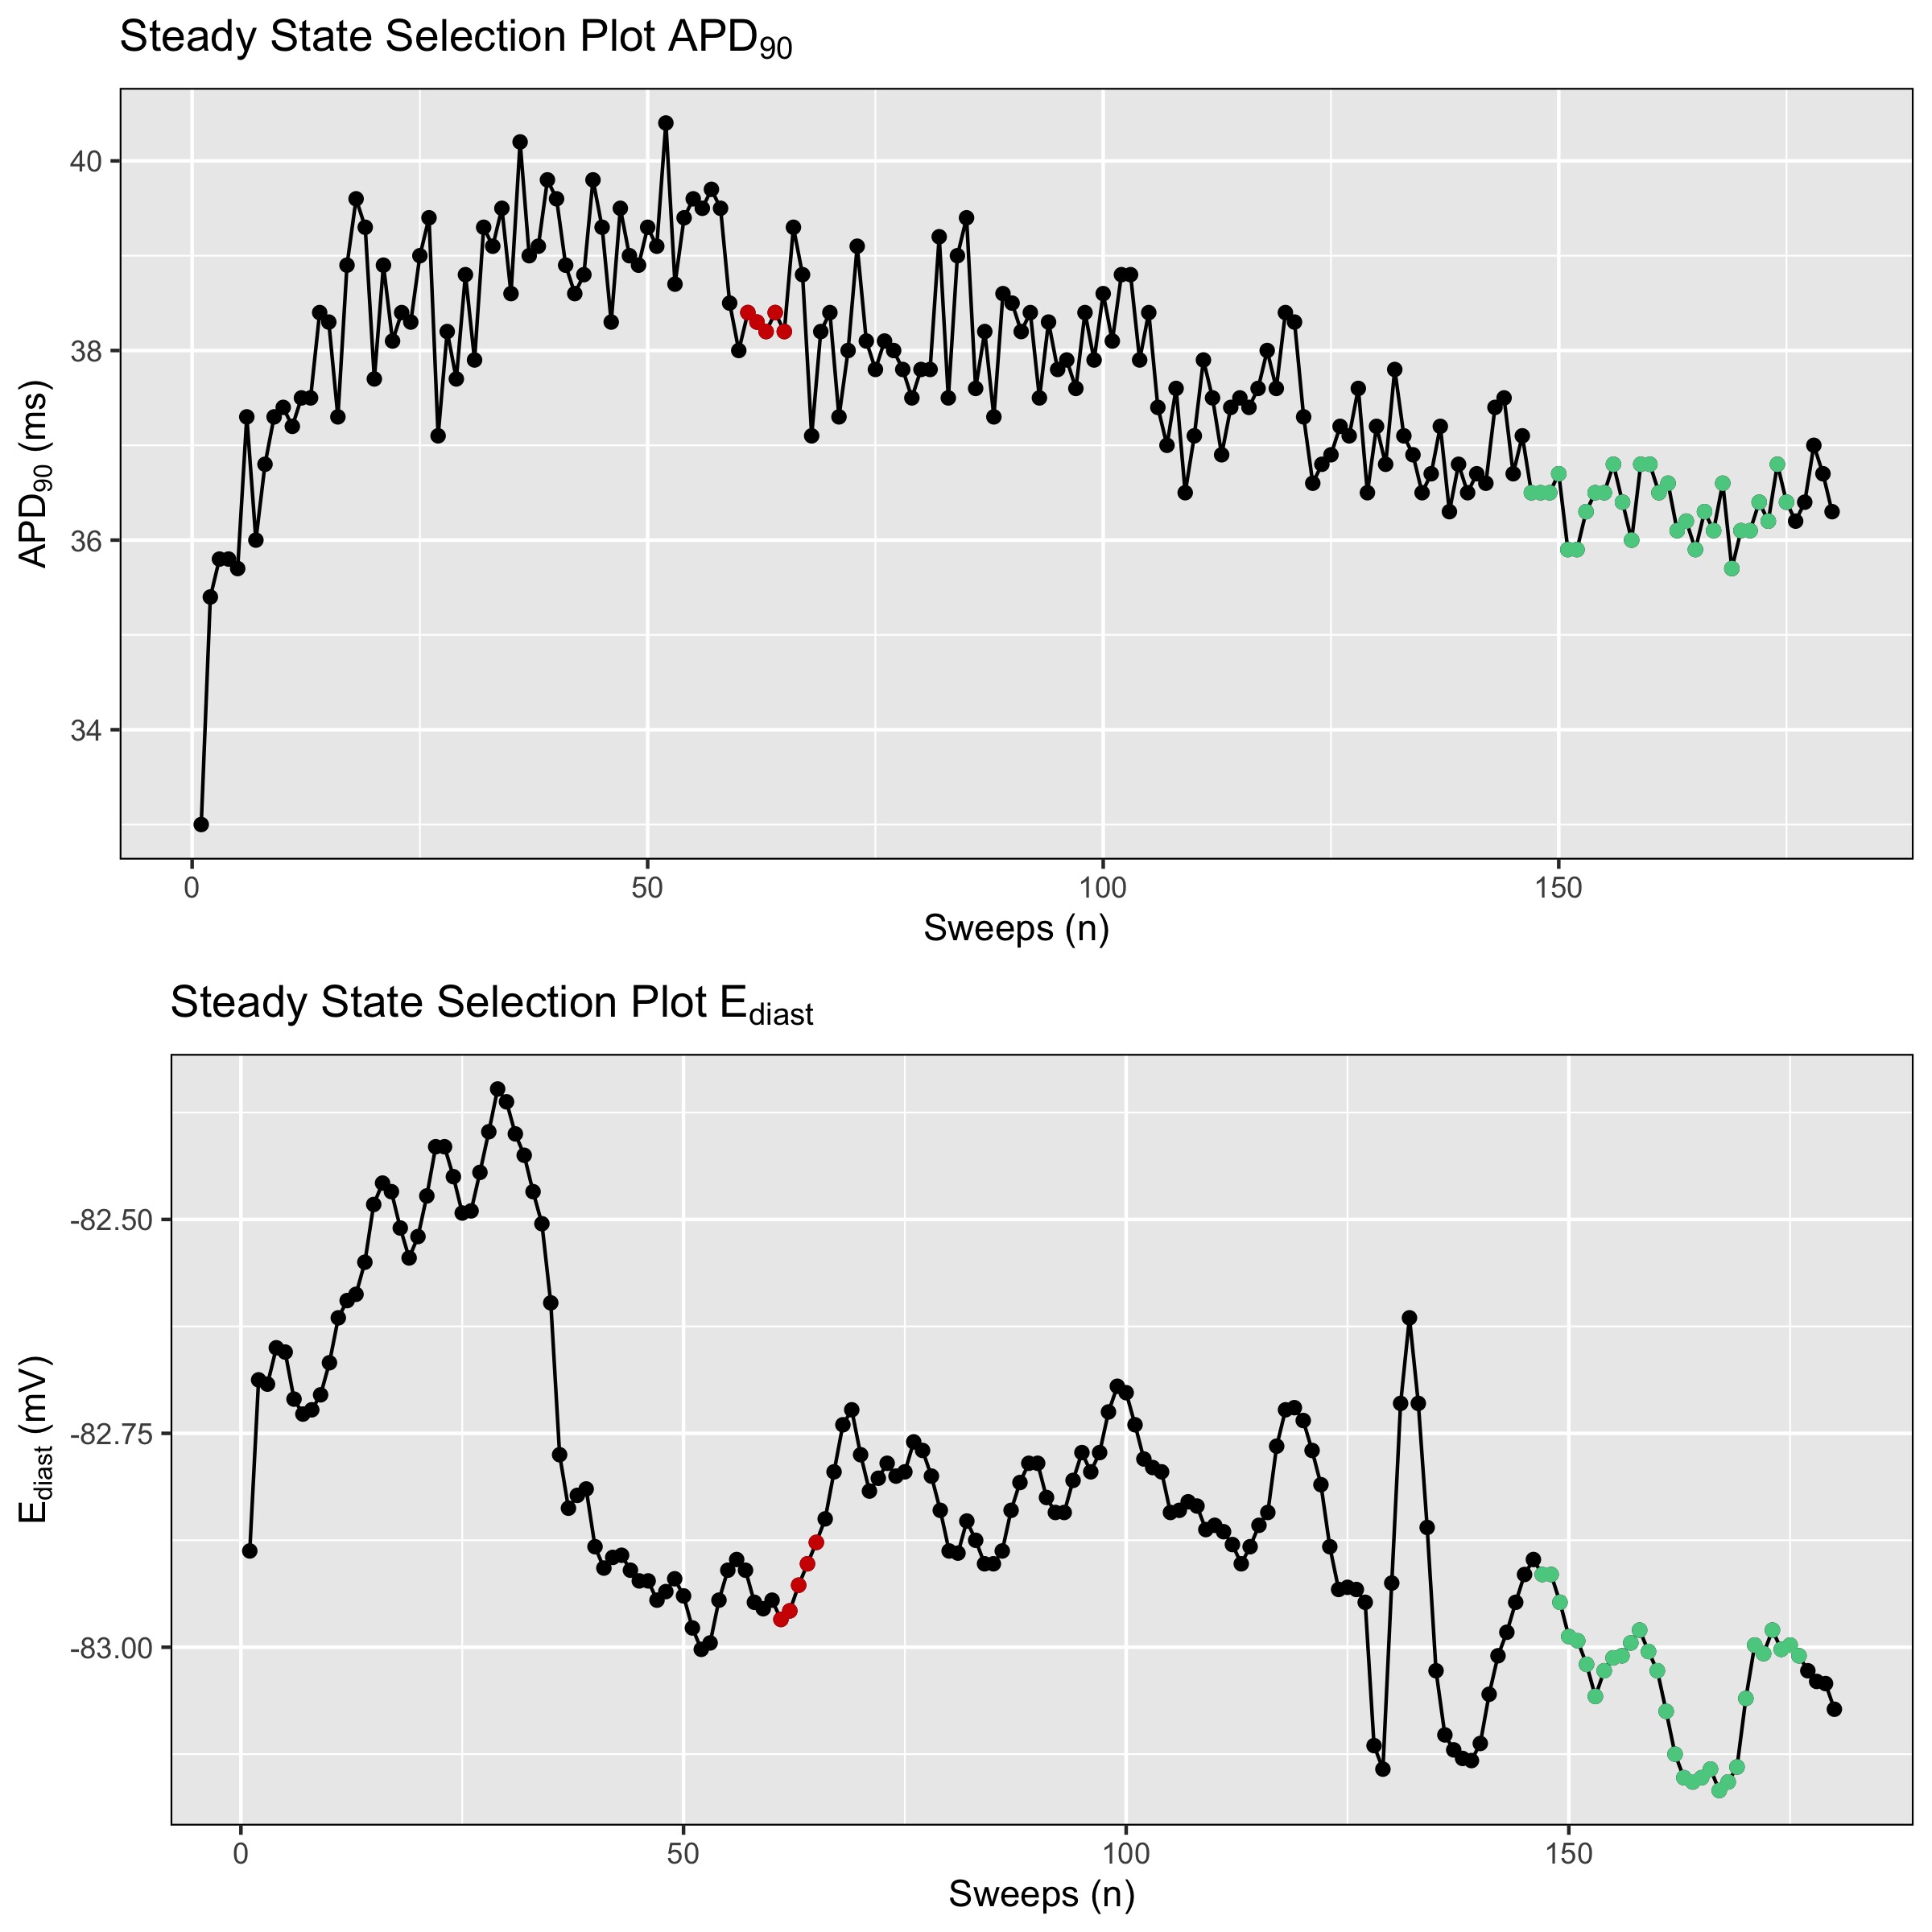 Steady State Selection Plot APD90
40
38
36
34
APD90 (ms)
0 50 100 150
Sweeps (n)
Steady State Selection Plot Ediast
-82.50
-82.75
-83.00
Ediast (mV)
0 50 100 150
Sweeps (n)